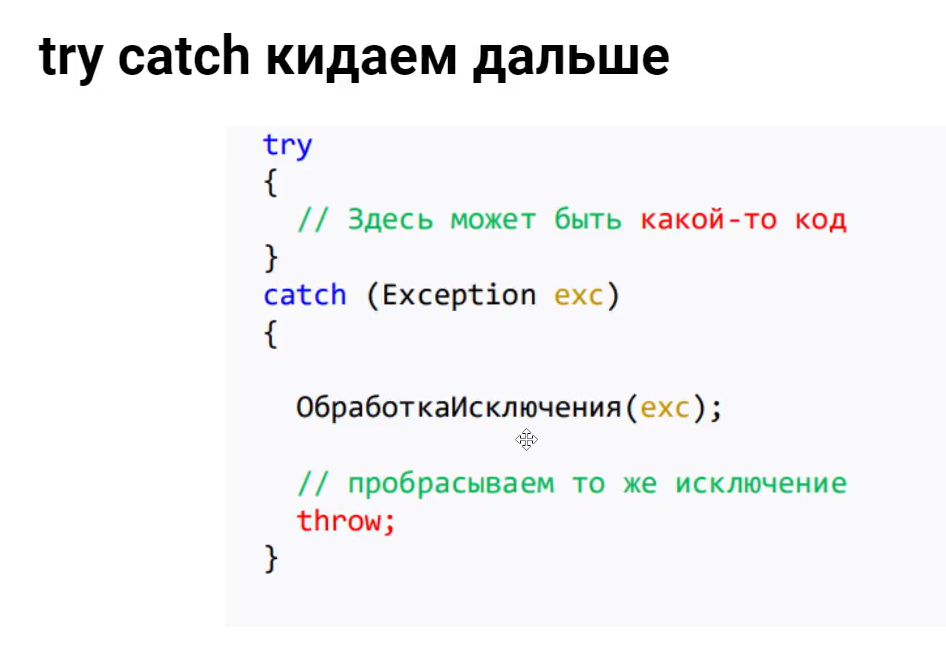 try catch кидаем дальше
try
{
// Здесь может быть какой-то код
}
catch (Exception exc)
{
ОбработкаИсключения(exc);
// пробрасываем то же исключение
throw;
}